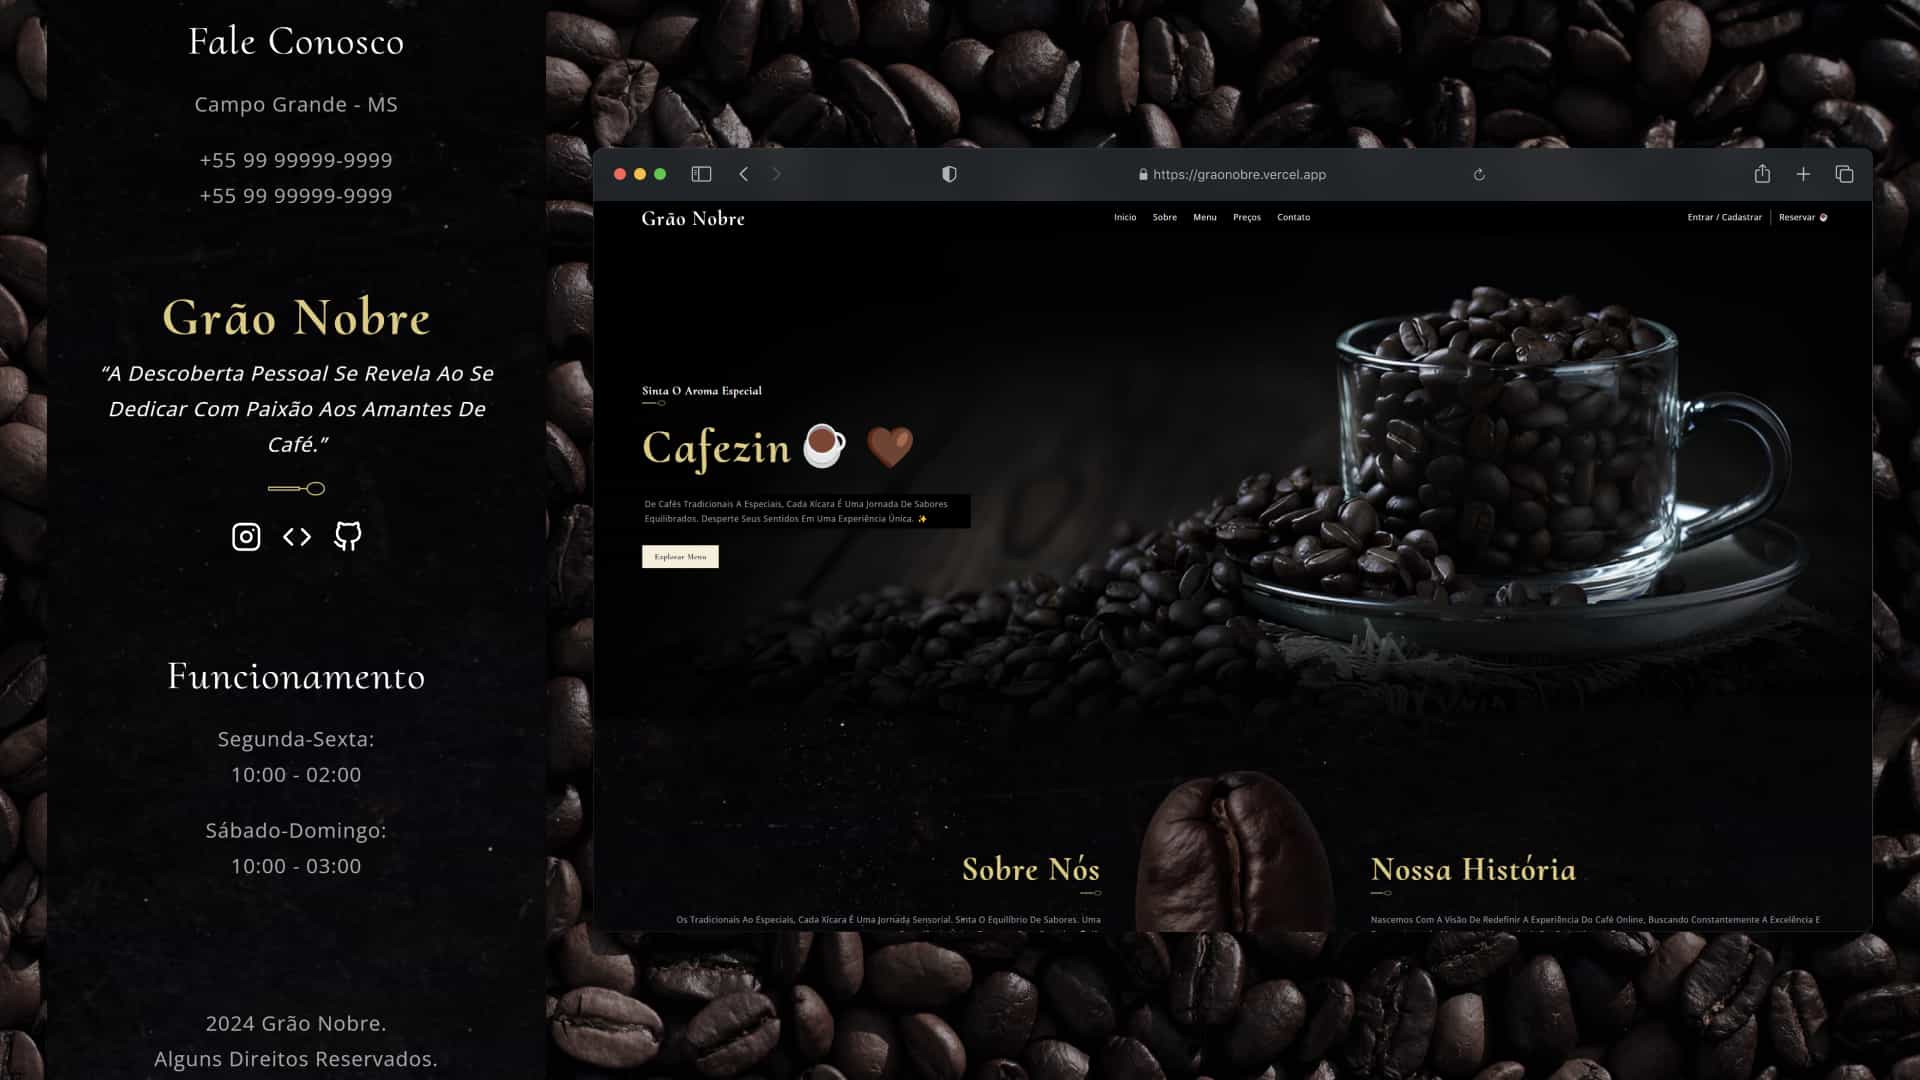 Fale Conosco
Campo Grande - MS
+55 99 99999-9999
+55 99 99999-9999
Grão Nobre
“A Descoberta Pessoal Se Revela Ao Se
Dedicar Com Paixão Aos Amantes De
Café.”
Funcionamento
Segunda-Sexta:
10:00 - 02:00
Sábado-Domingo:
10:00 - 03:00
2024 Grão Nobre.
Alguns Direitos Reservados.
https://graonobre.vercel.app
Grão Nobre
Inicio Sobre Menu Preços Contato
Entrar / Cadastrar Reservar
Sinta O Aroma Especial
Cafezin
De Cafés Tradicionais A Especiais, Cada Xícara É Uma Jornada De Sabores
Equilibrados. Desperte Seus Sentidos Em Uma Experiência Única. ✨
Explorar Menu
Sobre Nós
Os Tradicionais Ao Especiais, Cada Xícara É Uma Jornada Sensorial. Sinta O Equilíbrio De Sabores. Uma
Nossa História
Nascemos Com A Visão De Redefinir A Experiência Do Café Online, Buscando Constantemente A Excelência E